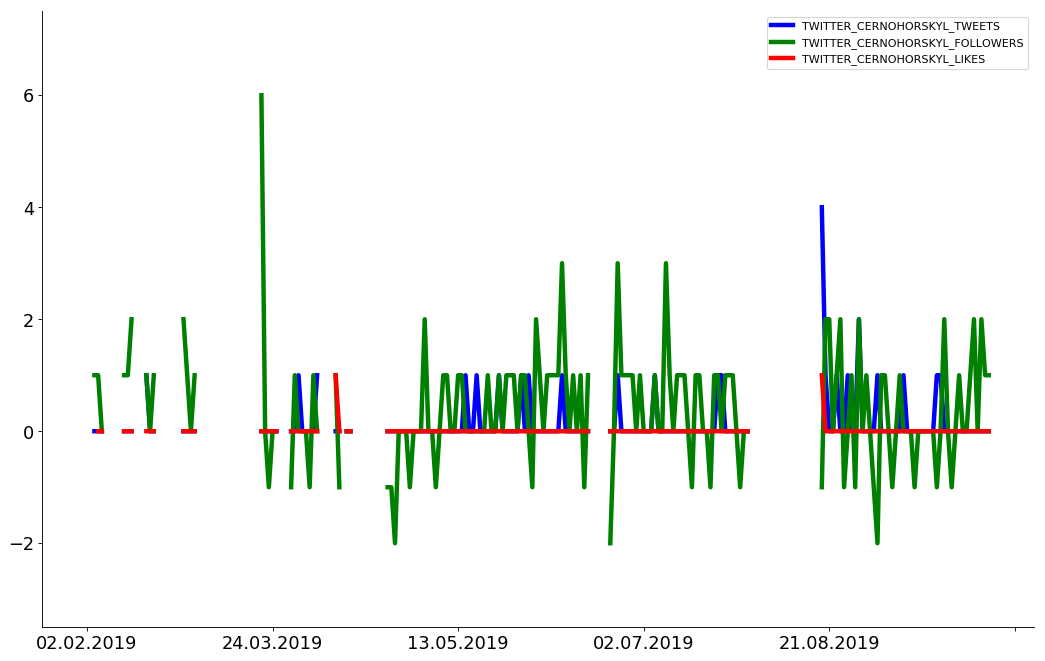 TWITTER_CERNOHORSKYL_TWEETS
TWITTER_CERNOHORSKYL_FOLLOWERS
TWITTER_CERNOHORSKYL_LIKES
6
4
2
0
−2
02.02.2019 24.03.2019 13.05.2019 02.07.2019 21.08.2019